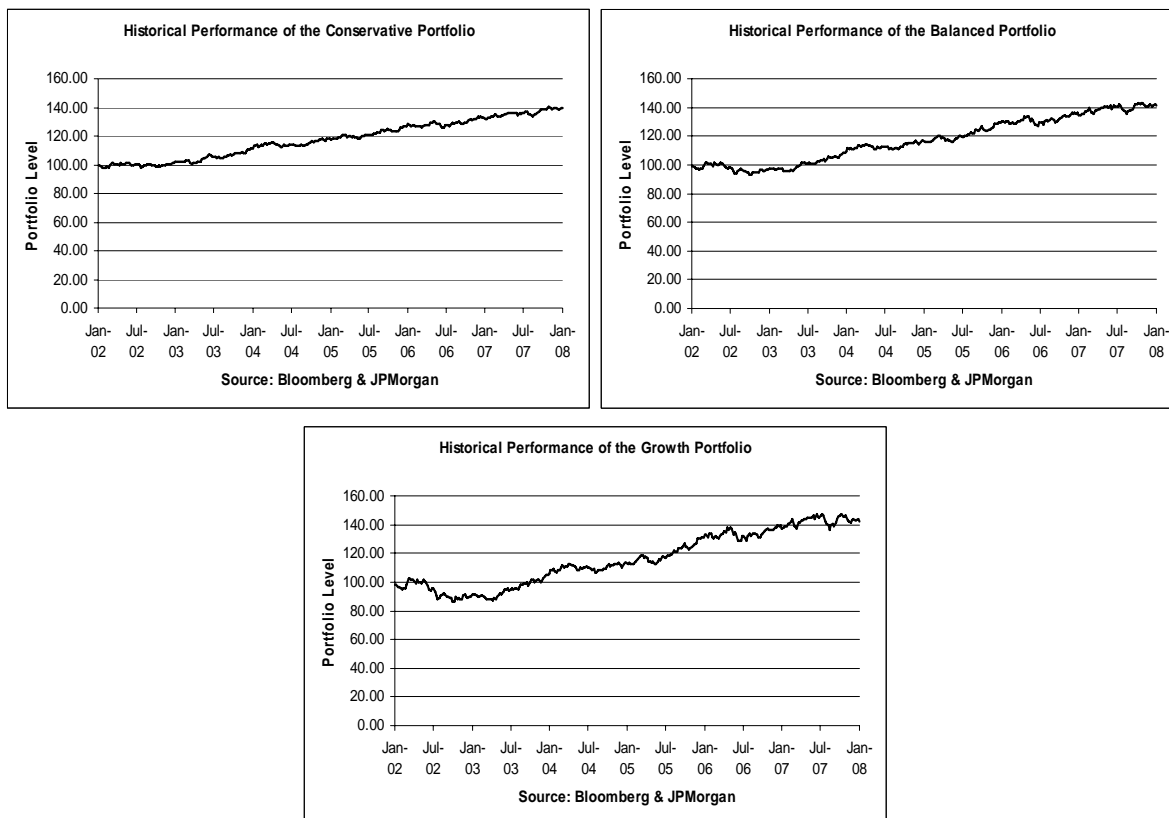 Historical Performance of the Conservative Portfolio
160.00
140.00
120.00
100.00
80.00
60.00
40.00
20.00
0.00
Portfolio Level
Jan- Jul- Jan- Jul- Jan- Jul- Jan- Jul- Jan- Jul- Jan- Jul- Jan-
02 02 03 03 04 04 05 05 06 06 07 07 08
Source: Bloomberg & JPMorgan
Historical Performance of the Balanced Portfolio
160.00
140.00
120.00
100.00
80.00
60.00
40.00
20.00
0.00
Portfolio Level
Jan- Jul- Jan- Jul- Jan- Jul- Jan- Jul- Jan- Jul- Jan- Jul- Jan-
02 02 03 03 04 04 05 05 06 06 07 07 08
Source: Bloomberg & JPMorgan
Historical Performance of the Growth Portfolio
160.00
140.00
120.00
100.00
80.00
60.00
40.00
20.00
0.00
Portfolio Level
Jan- Jul- Jan- Jul- Jan- Jul- Jan- Jul- Jan- Jul- Jan- Jul- Jan-
02 02 03 03 04 04 05 05 06 06 07 07 08
Source: Bloomberg & JPMorgan